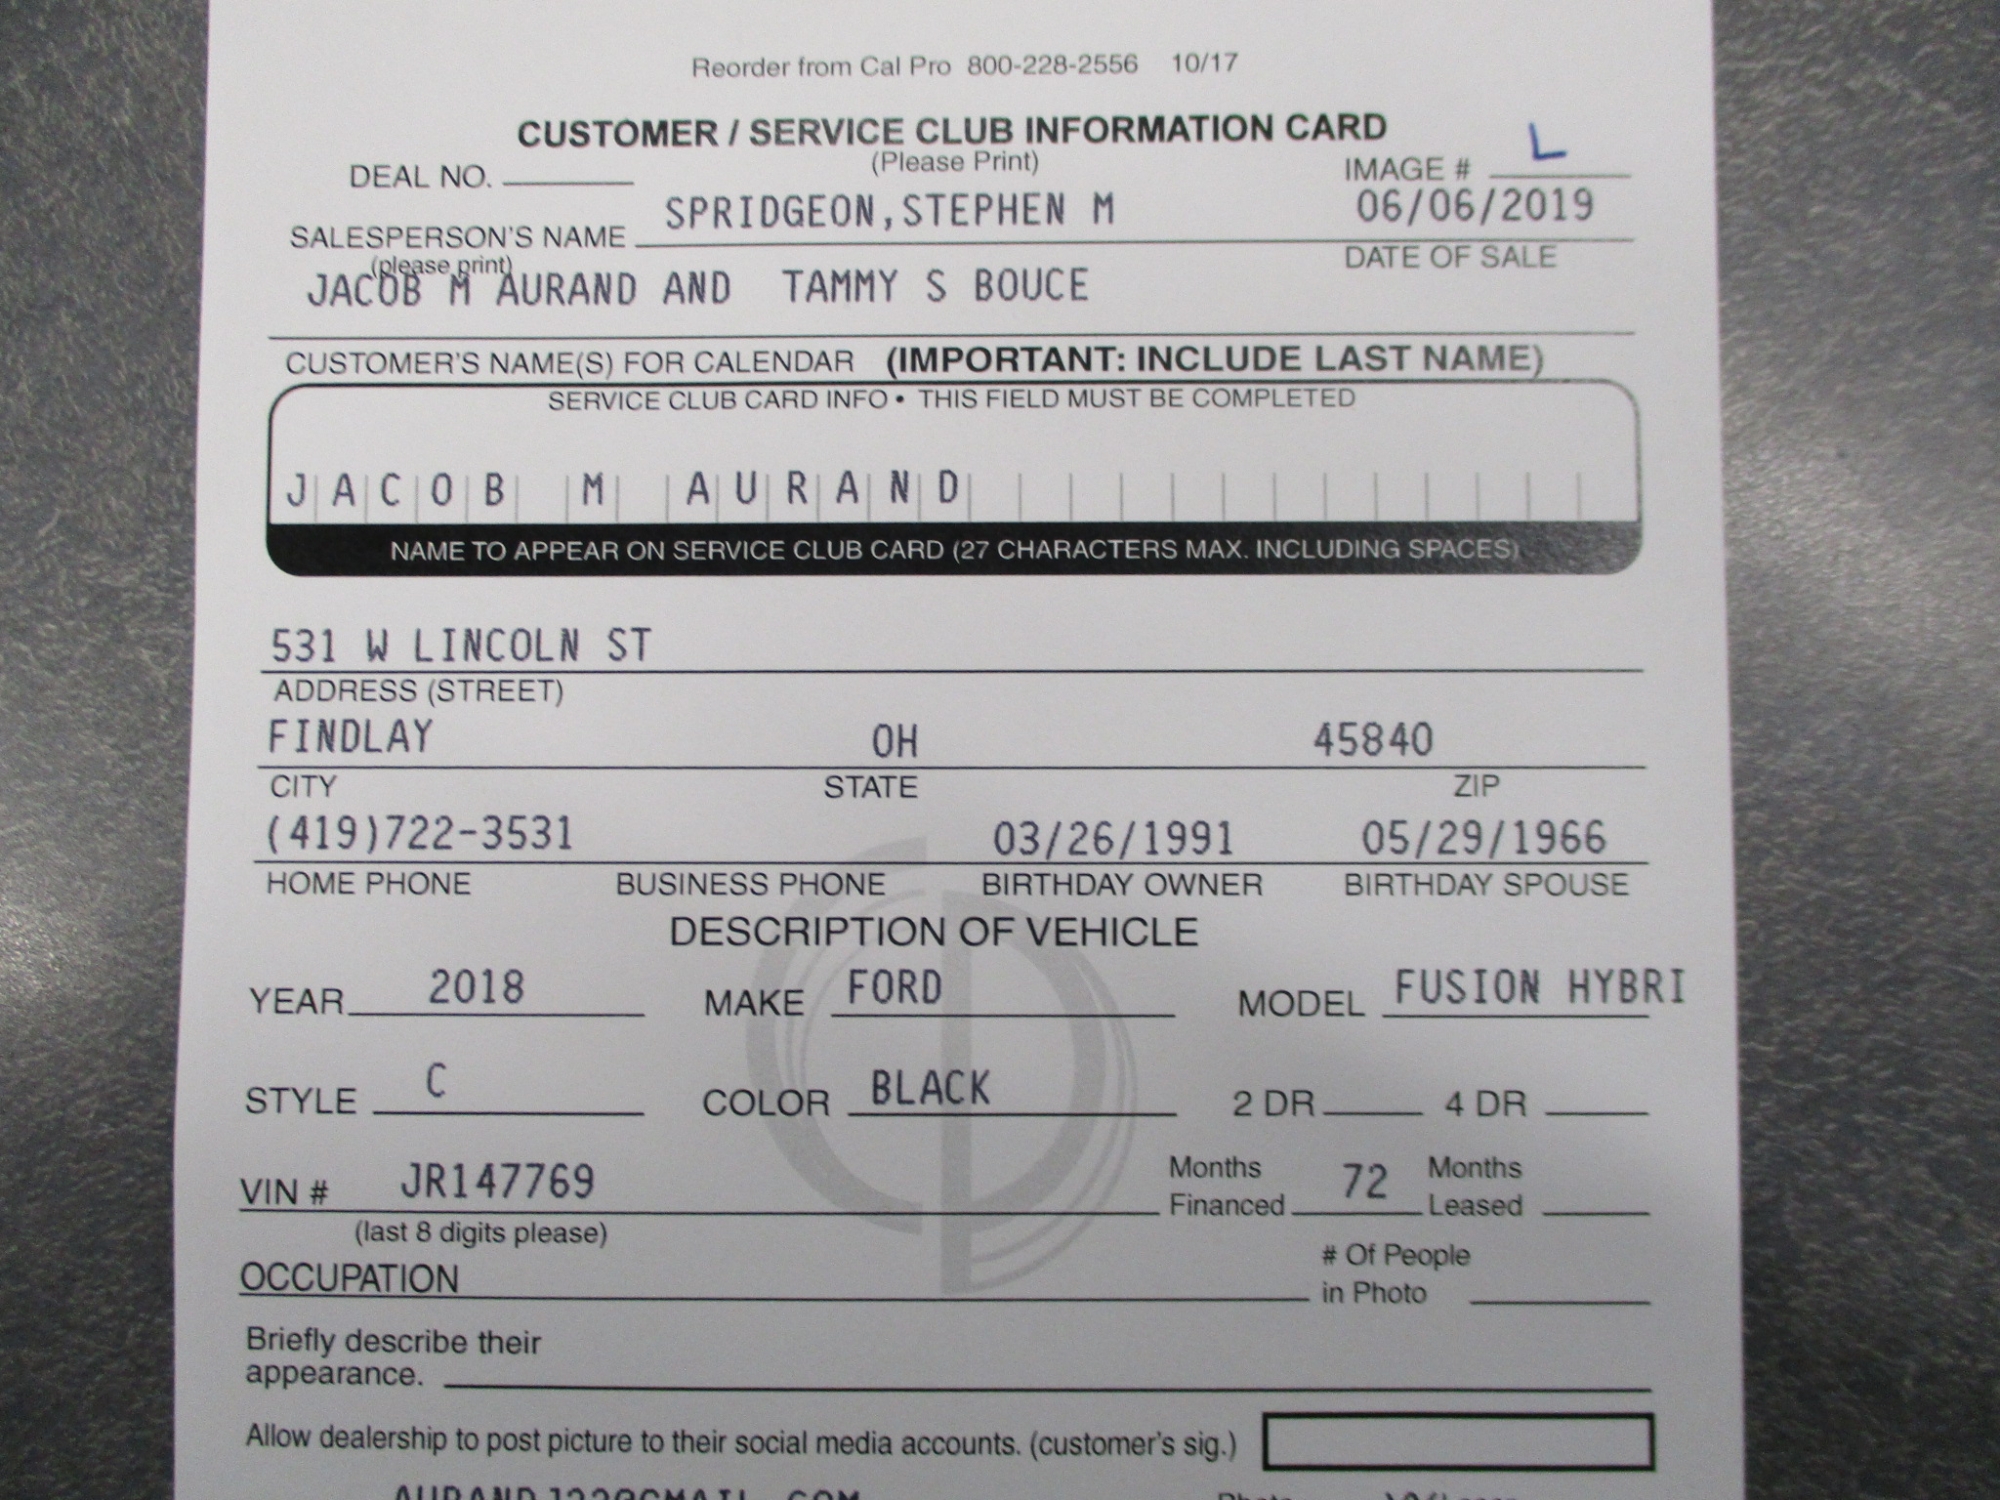 Reorder from Cal Pro 800-228-2556 10/17
CUSTOMER / SERVICE CLUB INFORMATION CARD
(Please Print)
DEAL NO. IMAGE # L
SALESPERSON'S NAME SPRIDGEON,STEPHEN M 06/06/2019
(please print) DATE OF SALE
JACOB M AURAND AND TAMMY S BOUCE
CUSTOMER'S NAME(S) FOR CALENDAR (IMPORTANT: INCLUDE LAST NAME)
SERVICE CLUB CARD INFO • THIS FIELD MUST BE COMPLETED
JACOB M AURAND
NAME TO APPEAR ON SERVICE CLUB CARD (27 CHARACTERS MAX. INCLUDING SPACES)
531 W LINCOLN ST
ADDRESS (STREET)
FINDLAY OH 45840
CITY STATE ZIP
(419)722-3531 03/26/1991 05/29/1966
HOME PHONE BUSINESS PHONE BIRTHDAY OWNER BIRTHDAY SPOUSE
DESCRIPTION OF VEHICLE
YEAR 2018 MAKE FORD MODEL FUSION HYBRI
STYLE C COLOR BLACK 2 DR 4 DR
VIN # JR147769 Months Financed 72 Months Leased
(last 8 digits please)
OCCUPATION # Of People in Photo
Briefly describe their
appearance.
Allow dealership to post picture to their social media accounts. (customer's sig.)